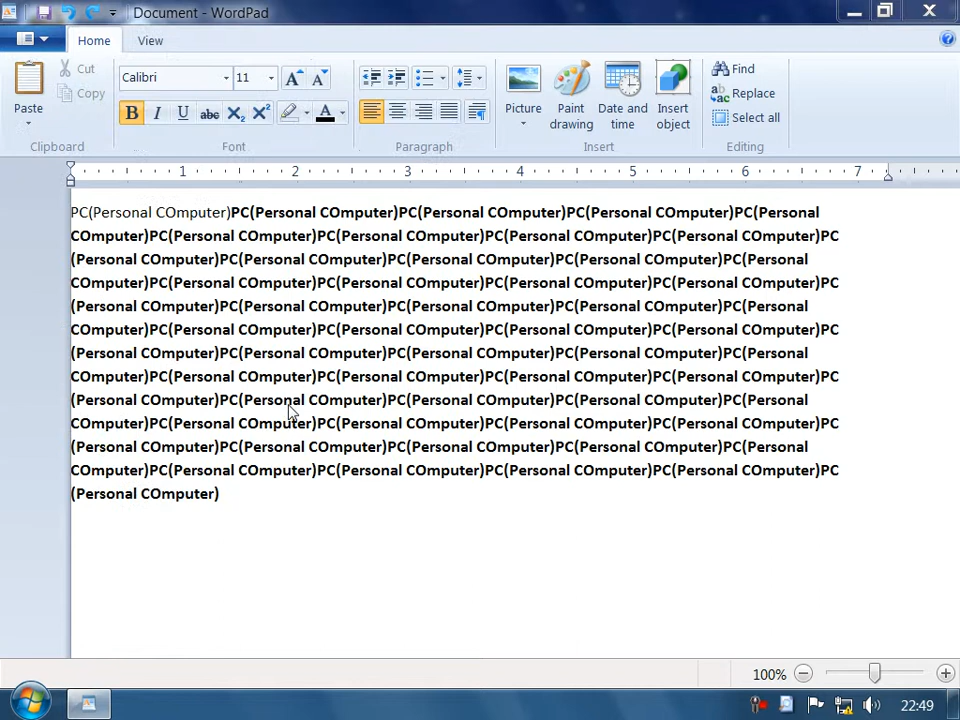 Document - WordPad
Home View
Paste
Cut
Copy
Clipboard
Calibri 11
B I U abc X₂ X² A
Font
Paragraph
Picture
Paint drawing
Date and time
Insert object
Insert
Find
Replace
Select all
Editing
1 2 3 4 5 6 7
PC(Personal COmputer)PC(Personal COmputer)PC(Personal COmputer)PC(Personal COmputer)PC(Personal
COmputer)PC(Personal COmputer)PC(Personal COmputer)PC(Personal COmputer)PC(Personal COmputer)PC
(Personal COmputer)PC(Personal COmputer)PC(Personal COmputer)PC(Personal COmputer)PC(Personal
COmputer)PC(Personal COmputer)PC(Personal COmputer)PC(Personal COmputer)PC(Personal COmputer)PC
(Personal COmputer)PC(Personal COmputer)PC(Personal COmputer)PC(Personal COmputer)PC(Personal
COmputer)PC(Personal COmputer)PC(Personal COmputer)PC(Personal COmputer)PC(Personal COmputer)PC
(Personal COmputer)PC(Personal COmputer)PC(Personal COmputer)PC(Personal COmputer)PC(Personal
COmputer)PC(Personal COmputer)PC(Personal COmputer)PC(Personal COmputer)PC(Personal COmputer)PC
(Personal COmputer)PC(Personal COmputer)PC(Personal COmputer)PC(Personal COmputer)PC(Personal
COmputer)PC(Personal COmputer)PC(Personal COmputer)PC(Personal COmputer)PC(Personal COmputer)PC
(Personal COmputer)PC(Personal COmputer)PC(Personal COmputer)PC(Personal COmputer)PC(Personal
COmputer)PC(Personal COmputer)PC(Personal COmputer)PC(Personal COmputer)PC(Personal COmputer)PC
(Personal COmputer)
100%
22:49